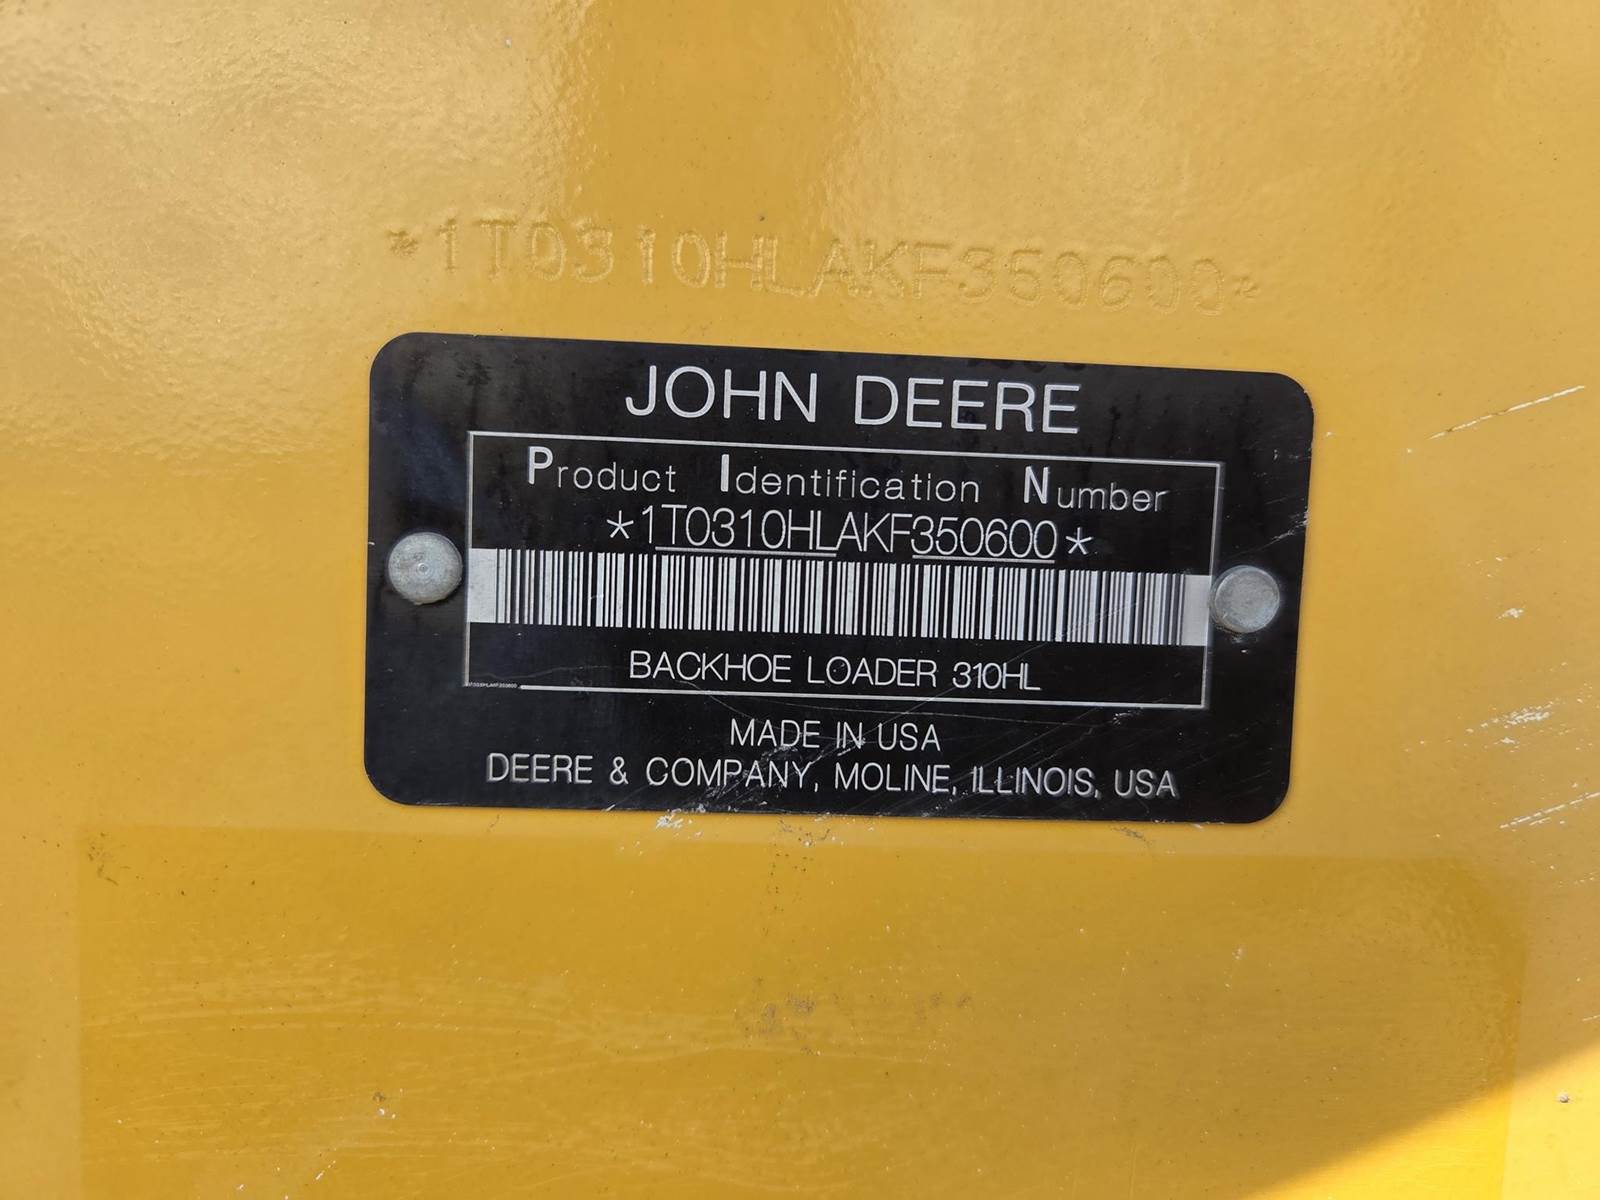 *1T0310HLAKF350600*
JOHN DEERE
Product Identification Number
*1T0310HLAKF350600*
BACKHOE LOADER 310HL
MADE IN USA
DEERE & COMPANY, MOLINE, ILLINOIS, USA